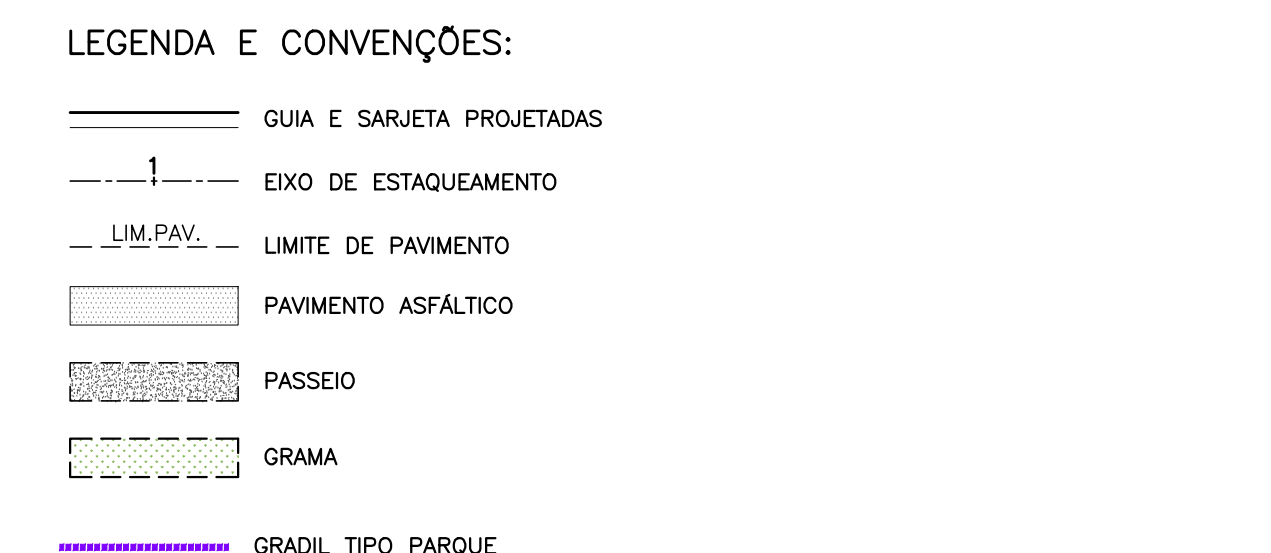 LEGENDA E CONVENÇÕES:
GUIA E SARJETA PROJETADAS
1
EIXO DE ESTAQUEAMENTO
LIM.PAV.
LIMITE DE PAVIMENTO
PAVIMENTO ASFÁLTICO
PASSEIO
GRAMA
GRADIL TIPO PARQUE